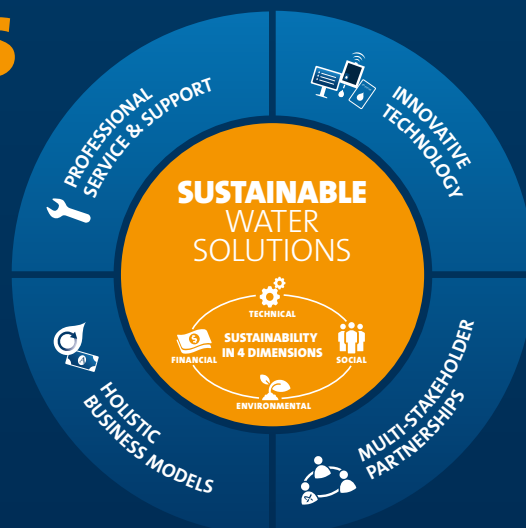 S
PROFESSIONAL
SERVICE & SUPPORT
INNOVATIVE
TECHNOLOGY
SUSTAINABLE
WATER
SOLUTIONS
TECHNICAL
FINANCIAL
SUSTAINABILITY
IN 4 DIMENSIONS
SOCIAL
ENVIRONMENTAL
HOLISTIC
BUSINESS MODELS
MULTI-STAKEHOLDER
PARTNERSHIPS